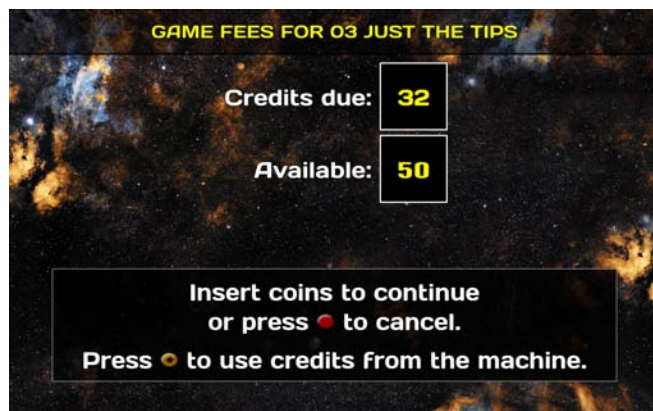 GAME FEES FOR 03 JUST THE TIPS
Credits due: 32
Available: 50
Insert coins to continue
or press to cancel.
Press to use credits from the machine.